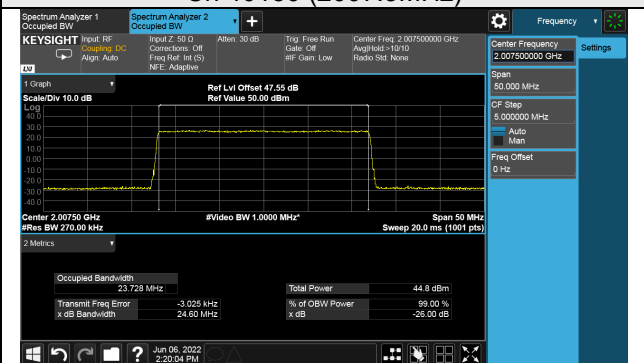 Spectrum Analyzer 1
Occupied BW
Spectrum Analyzer 2
Occupied BW
Frequency
KEYSIGHT
Input: RF
Coupling: DC
Align: Auto
Input Z: 50 Ω
Corrections: Off
Freq Ref: Int (S)
NFE: Adaptive
Atten: 30 dB
Trig: Free Run
Gate: Off
#IF Gain: Low
Center Freq: 2.007500000 GHz
Avg|Hold:>10/10
Radio Std: None
LXI
Center Frequency
2.007500000 GHz
Settings
Span
50.000 MHz
CF Step
5.000000 MHz
Auto
Man
Freq Offset
0 Hz
1 Graph
Scale/Div 10.0 dB
Ref Lvl Offset 47.55 dB
Ref Value 50.00 dBm
Log
40.0
30.0
20.0
10.0
0.00
-10.0
-20.0
-30.0
-40.0
Center 2.00750 GHz
#Res BW 270.00 kHz
#Video BW 1.0000 MHz*
Span 50 MHz
Sweep 20.0 ms (1001 pts)
2 Metrics
Occupied Bandwidth
23.728 MHz
Total Power 44.8 dBm
Transmit Freq Error -3.025 kHz
% of OBW Power 99.00 %
x dB Bandwidth 24.60 MHz
x dB -26.00 dB
Jun 06, 2022
2:20:04 PM